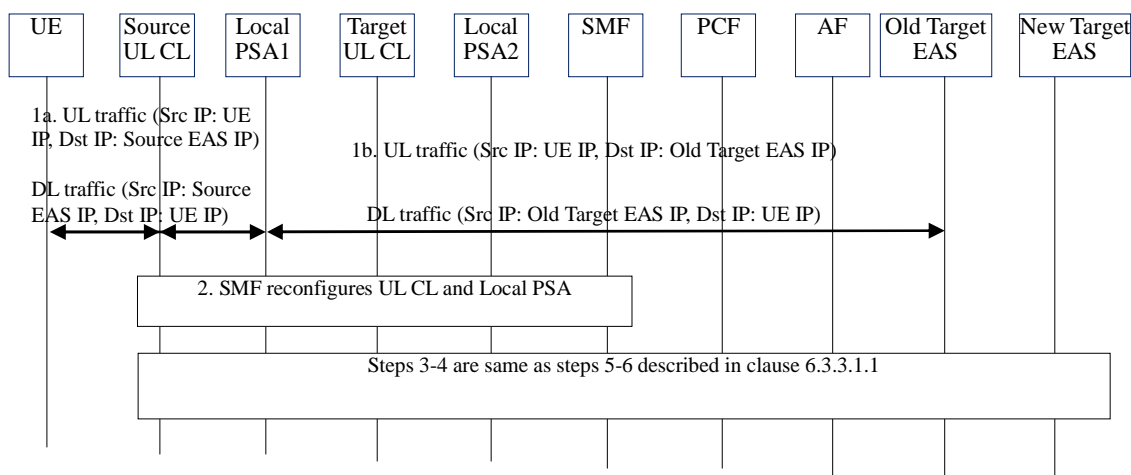 UE
Source
UL CL
Local
PSA1
Target
UL CL
Local
PSA2
SMF
PCF
AF
Old Target
EAS
New Target
EAS
1a. UL traffic (Src IP: UE
IP, Dst IP: Source EAS IP)
1b. UL traffic (Src IP: UE IP, Dst IP: Old Target EAS IP)
DL traffic (Src IP: Source
EAS IP, Dst IP: UE IP)
DL traffic (Src IP: Old Target EAS IP, Dst IP: UE IP)
2. SMF reconfigures UL CL and Local PSA
Steps 3-4 are same as steps 5-6 described in clause 6.3.3.1.1